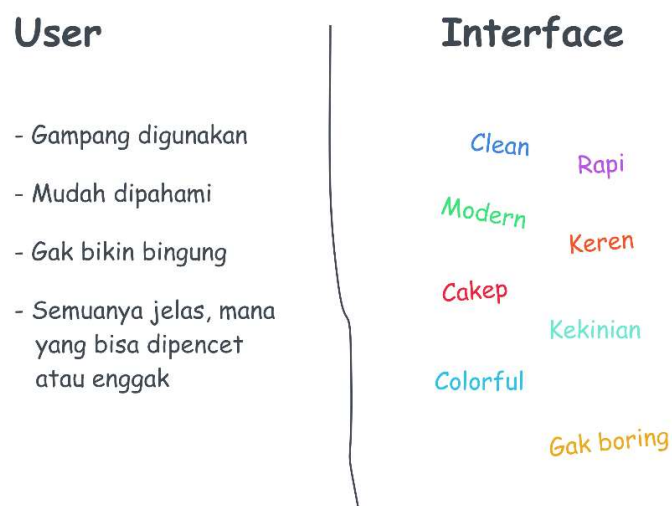 User
- Gampang digunakan
- Mudah dipahami
- Gak bikin bingung
- Semuanya jelas, mana
yang bisa dipencet
atau enggak
Interface
Clean
Rapi
Modern
Keren
Cakep
Kekinian
Colorful
Gak boring